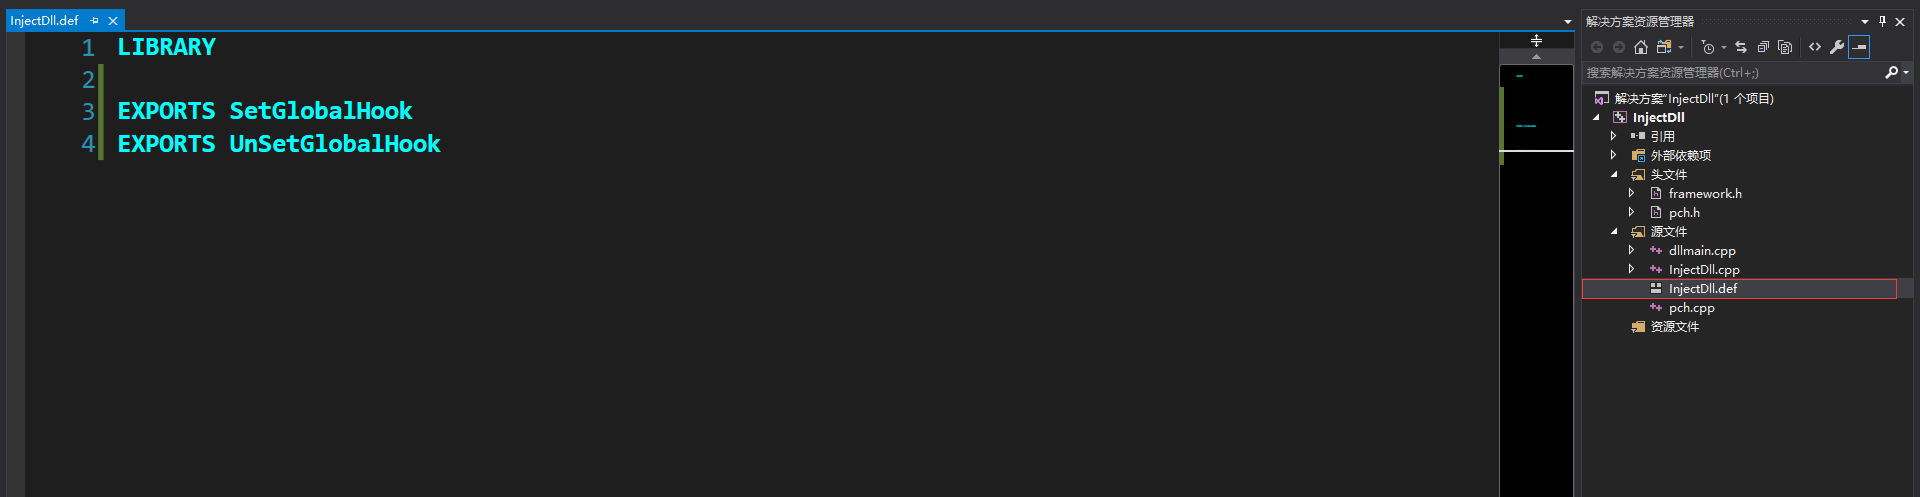 InjectDll.def
1 LIBRARY
2
3 EXPORTS SetGlobalHook
4 EXPORTS UnSetGlobalHook
解决方案资源管理器
搜索解决方案资源管理器(Ctrl+;)
解决方案"InjectDll"(1 个项目)
InjectDll
引用
外部依赖项
头文件
framework.h
pch.h
源文件
dllmain.cpp
InjectDll.cpp
InjectDll.def
pch.cpp
资源文件